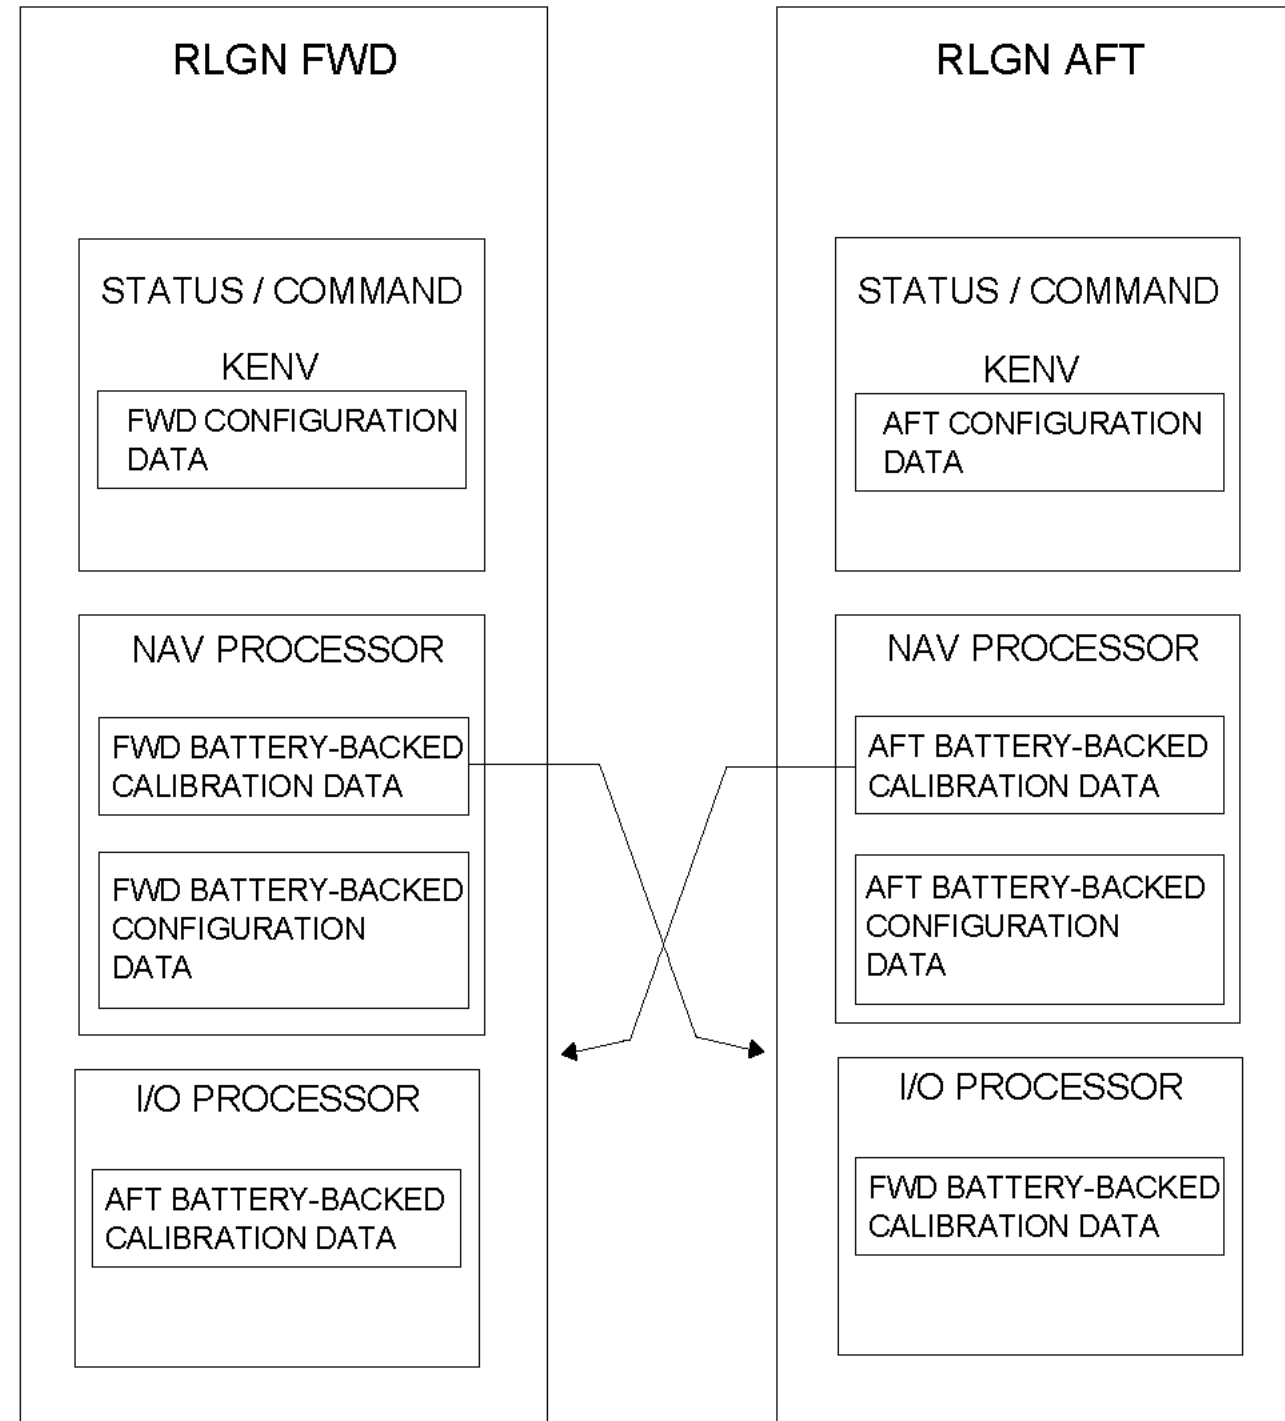 RLGN FWD
STATUS / COMMAND
KENV
FWD CONFIGURATION
DATA
NAV PROCESSOR
FWD BATTERY-BACKED
CALIBRATION DATA
FWD BATTERY-BACKED
CONFIGURATION
DATA
I/O PROCESSOR
AFT BATTERY-BACKED
CALIBRATION DATA
RLGN AFT
STATUS / COMMAND
KENV
AFT CONFIGURATION
DATA
NAV PROCESSOR
AFT BATTERY-BACKED
CALIBRATION DATA
AFT BATTERY-BACKED
CONFIGURATION
DATA
I/O PROCESSOR
FWD BATTERY-BACKED
CALIBRATION DATA